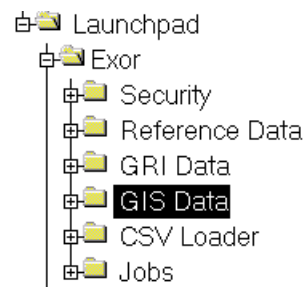 Launchpad
Exor
Security
Reference Data
GRI Data
GIS Data
CSV Loader
Jobs